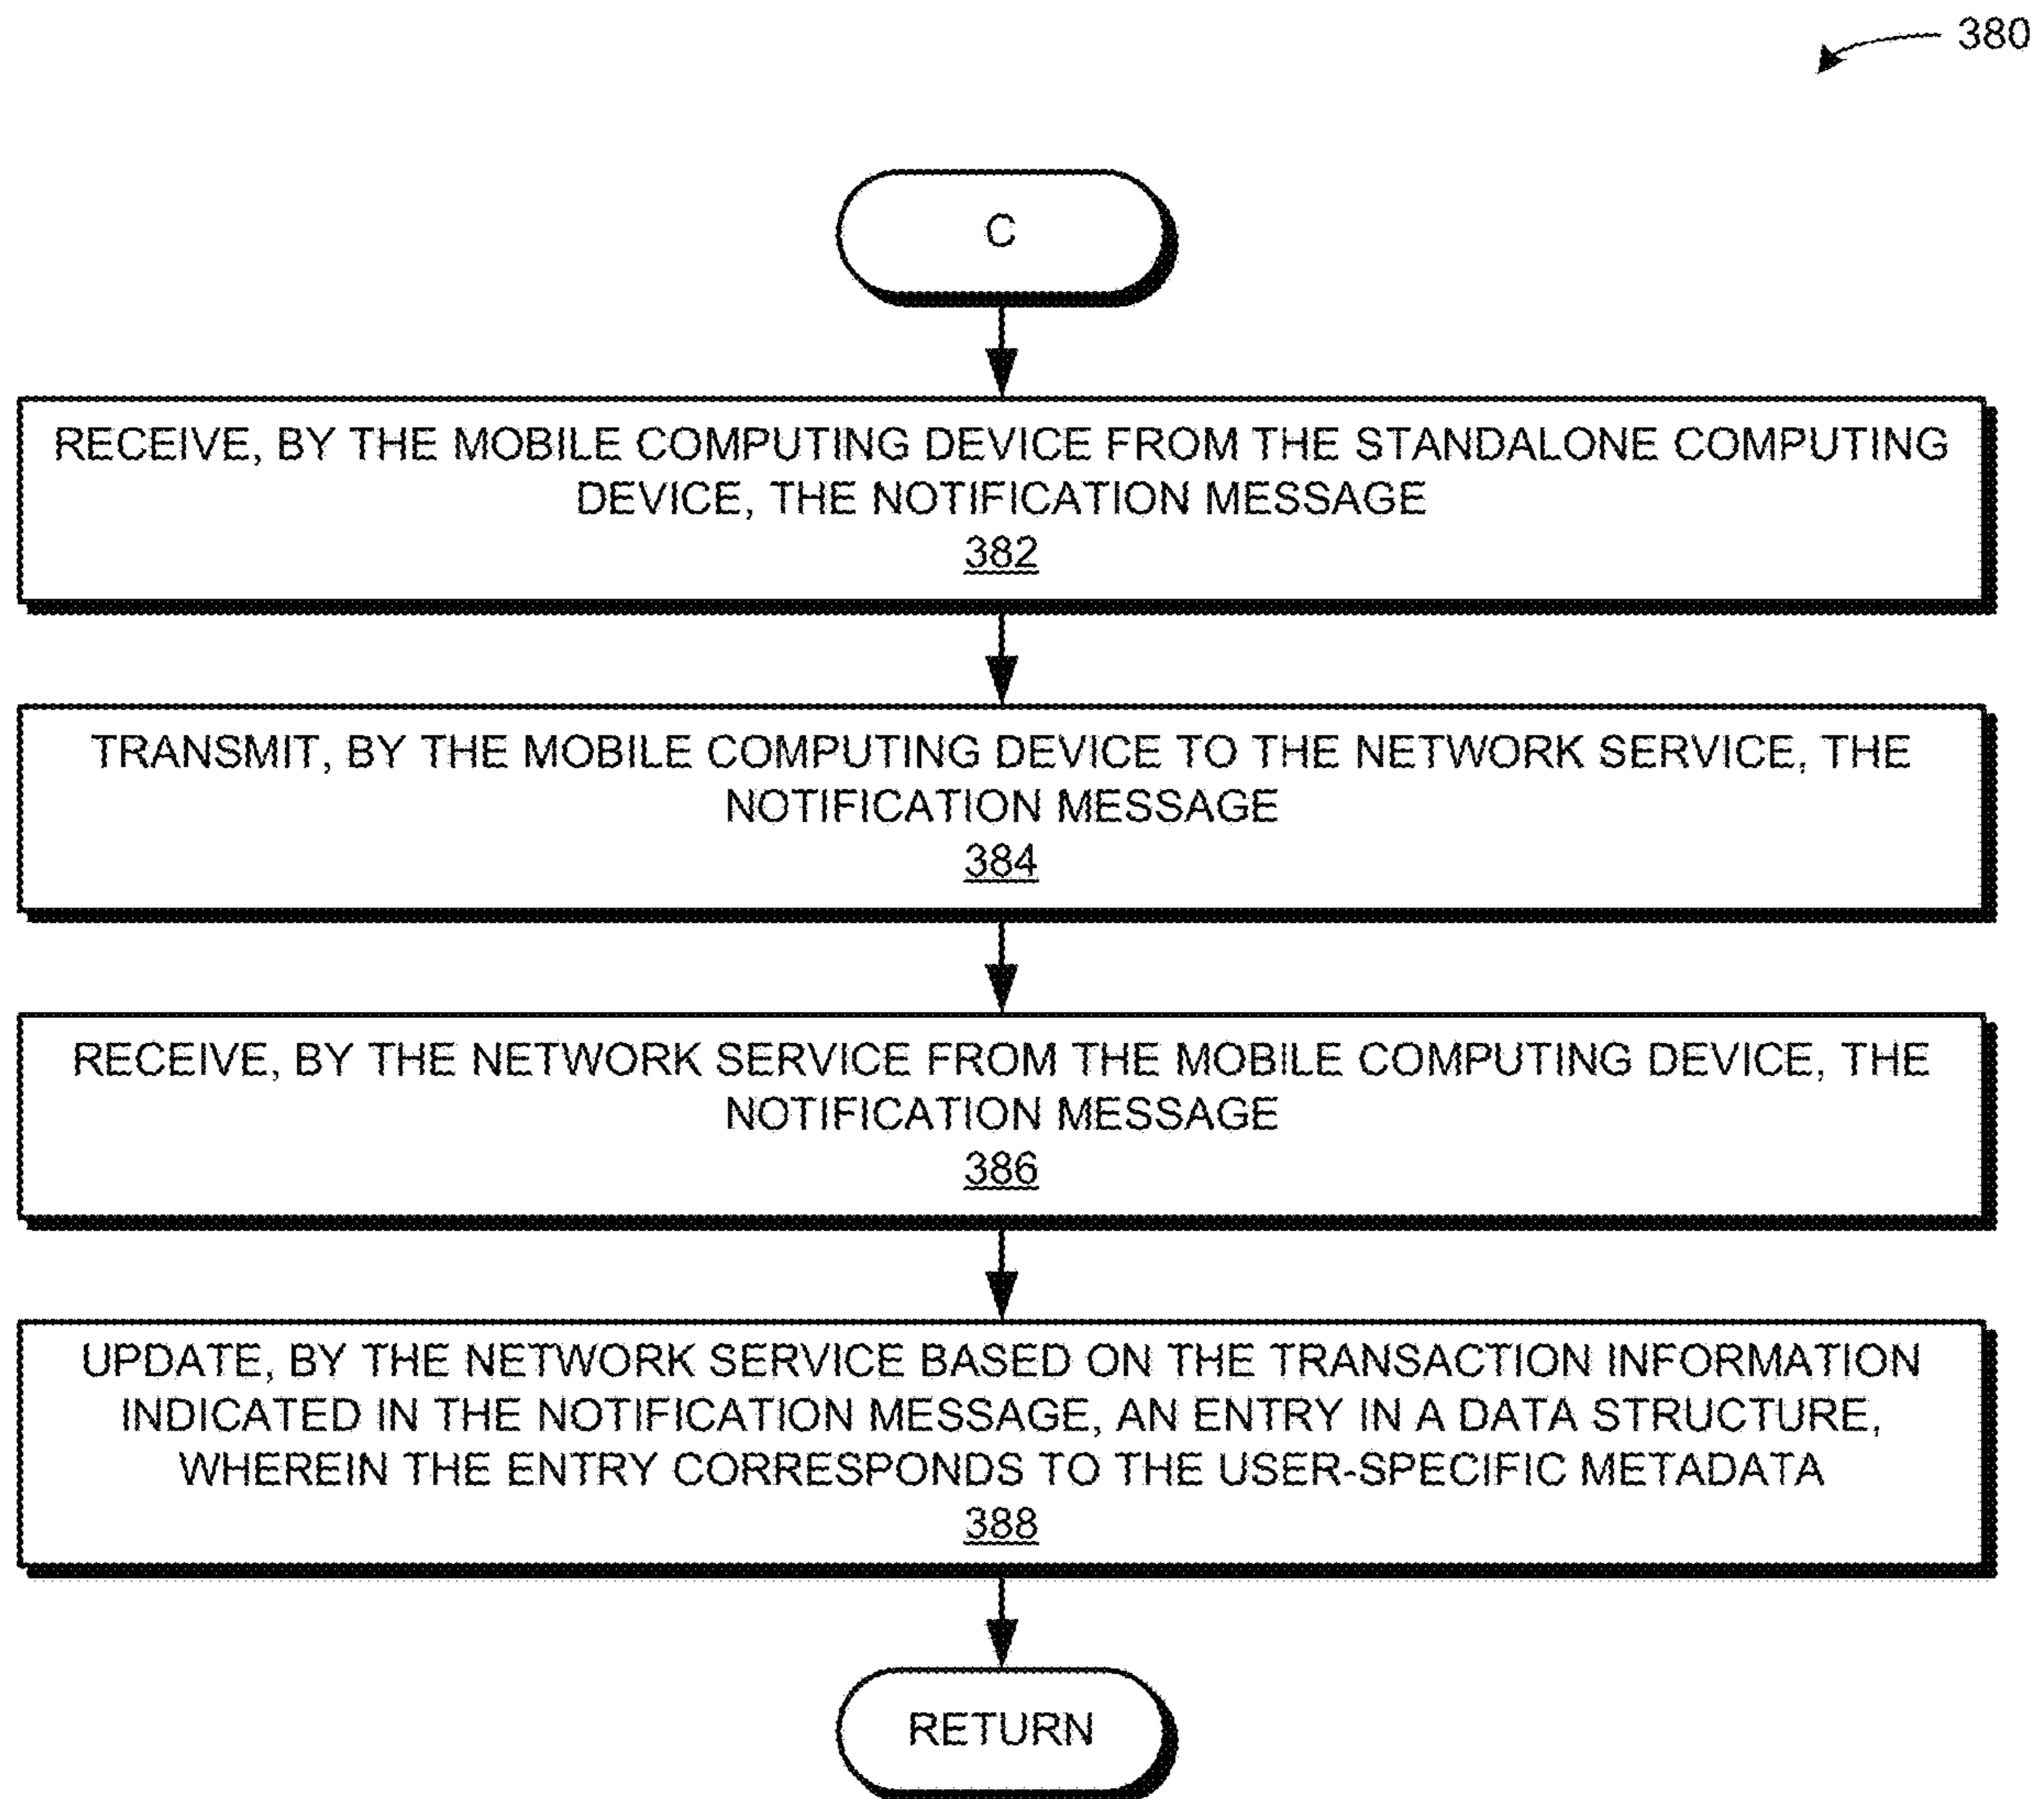 380
C
RECEIVE, BY THE MOBILE COMPUTING DEVICE FROM THE STANDALONE COMPUTING
DEVICE, THE NOTIFICATION MESSAGE
382
TRANSMIT, BY THE MOBILE COMPUTING DEVICE TO THE NETWORK SERVICE, THE
NOTIFICATION MESSAGE
384
RECEIVE, BY THE NETWORK SERVICE FROM THE MOBILE COMPUTING DEVICE, THE
NOTIFICATION MESSAGE
386
UPDATE, BY THE NETWORK SERVICE BASED ON THE TRANSACTION INFORMATION
INDICATED IN THE NOTIFICATION MESSAGE, AN ENTRY IN A DATA STRUCTURE,
WHEREIN THE ENTRY CORRESPONDS TO THE USER-SPECIFIC METADATA
388
RETURN